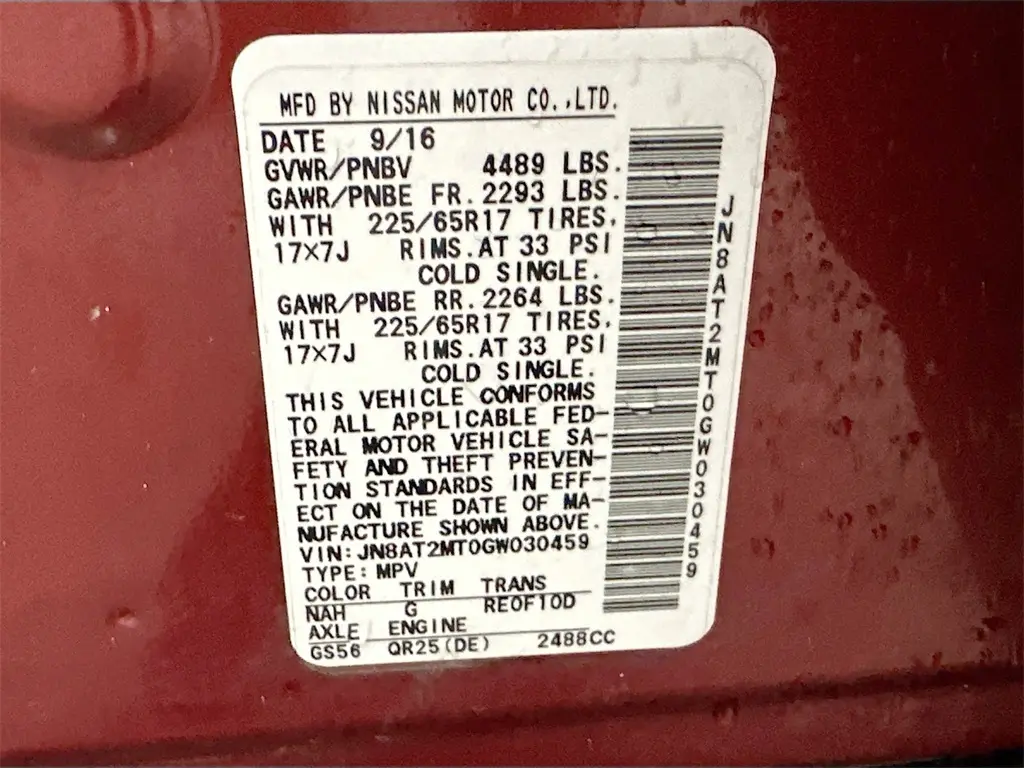 MFD BY NISSAN MOTOR CO.,LTD.
DATE 9/16
GVWR/PNBV 4489 LBS.
GAWR/PNBE FR. 2293 LBS.
WITH 225/65R17 TIRES,
17×7J RIMS. AT 33 PSI
COLD SINGLE.
GAWR/PNBE RR. 2264 LBS.
WITH 225/65R17 TIRES,
17×7J RIMS. AT 33 PSI
COLD SINGLE.
THIS VEHICLE CONFORMS
TO ALL APPLICABLE FED-
ERAL MOTOR VEHICLE SA-
FETY AND THEFT PREVEN-
TION STANDARDS IN EFF-
ECT ON THE DATE OF MA-
NUFACTURE SHOWN ABOVE.
VIN: JN8AT2MT0GW030459
TYPE: MPV
COLOR TRIM TRANS
NAH G RE0F10D
AXLE ENGINE
GS56 QR25(DE) 2488CC
JN8AT2MT0GW030459